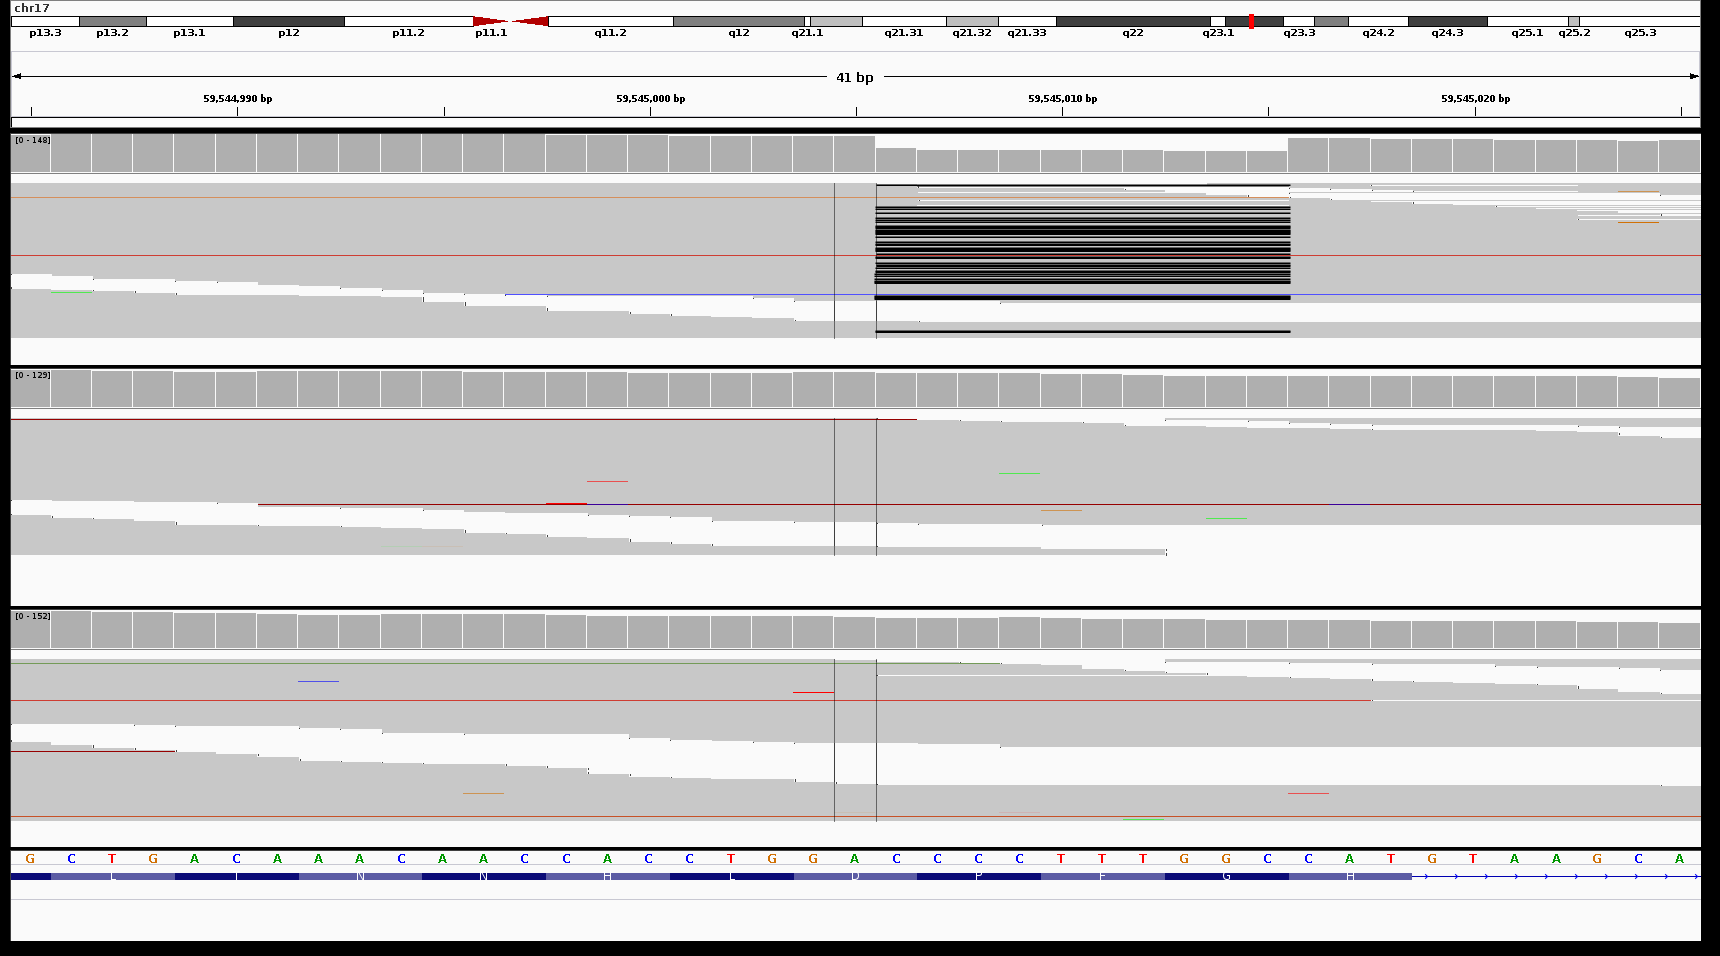 chr17
p13.3 p13.2 p13.1 p12 p11.2 p11.1 q11.2 q12 q21.1 q21.31 q21.32 q21.33 q22 q23.1 q23.3 q24.2 q24.3 q25.1 q25.2 q25.3
41 bp
59,544,990 bp 59,545,000 bp 59,545,010 bp 59,545,020 bp
[0 - 148]
[0 - 129]
[0 - 152]
G C T G A C A A A C A A C C A C C T G G A C C C C T T T G G C C A T G T A A G C A
L T N N H L D P F G H